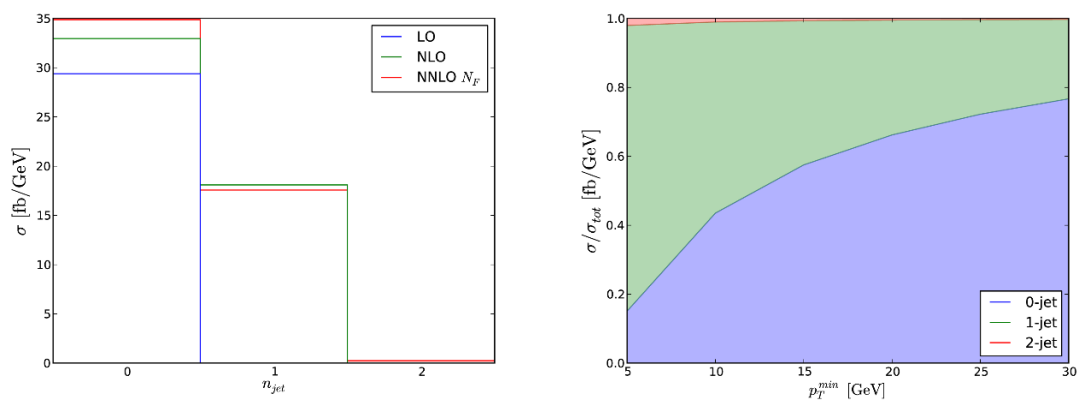 35
30
25
20
15
10
5
0
σ [fb/GeV]
0
1
2
n_jet
LO
NLO
NNLO N_F
1.0
0.8
0.6
0.4
0.2
0.0
σ/σ_tot [fb/GeV]
5
10
15
20
25
30
p_T^min [GeV]
0-jet
1-jet
2-jet